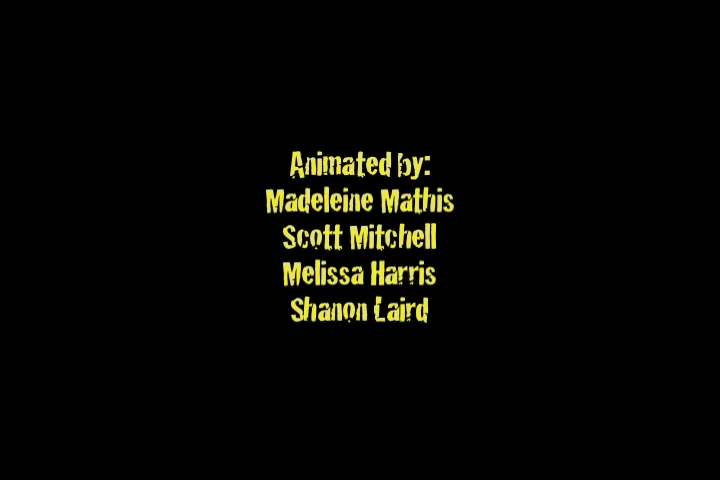 Animated by:
Madeleine Mathis
Scott Mitchell
Melissa Harris
Shanon Laird